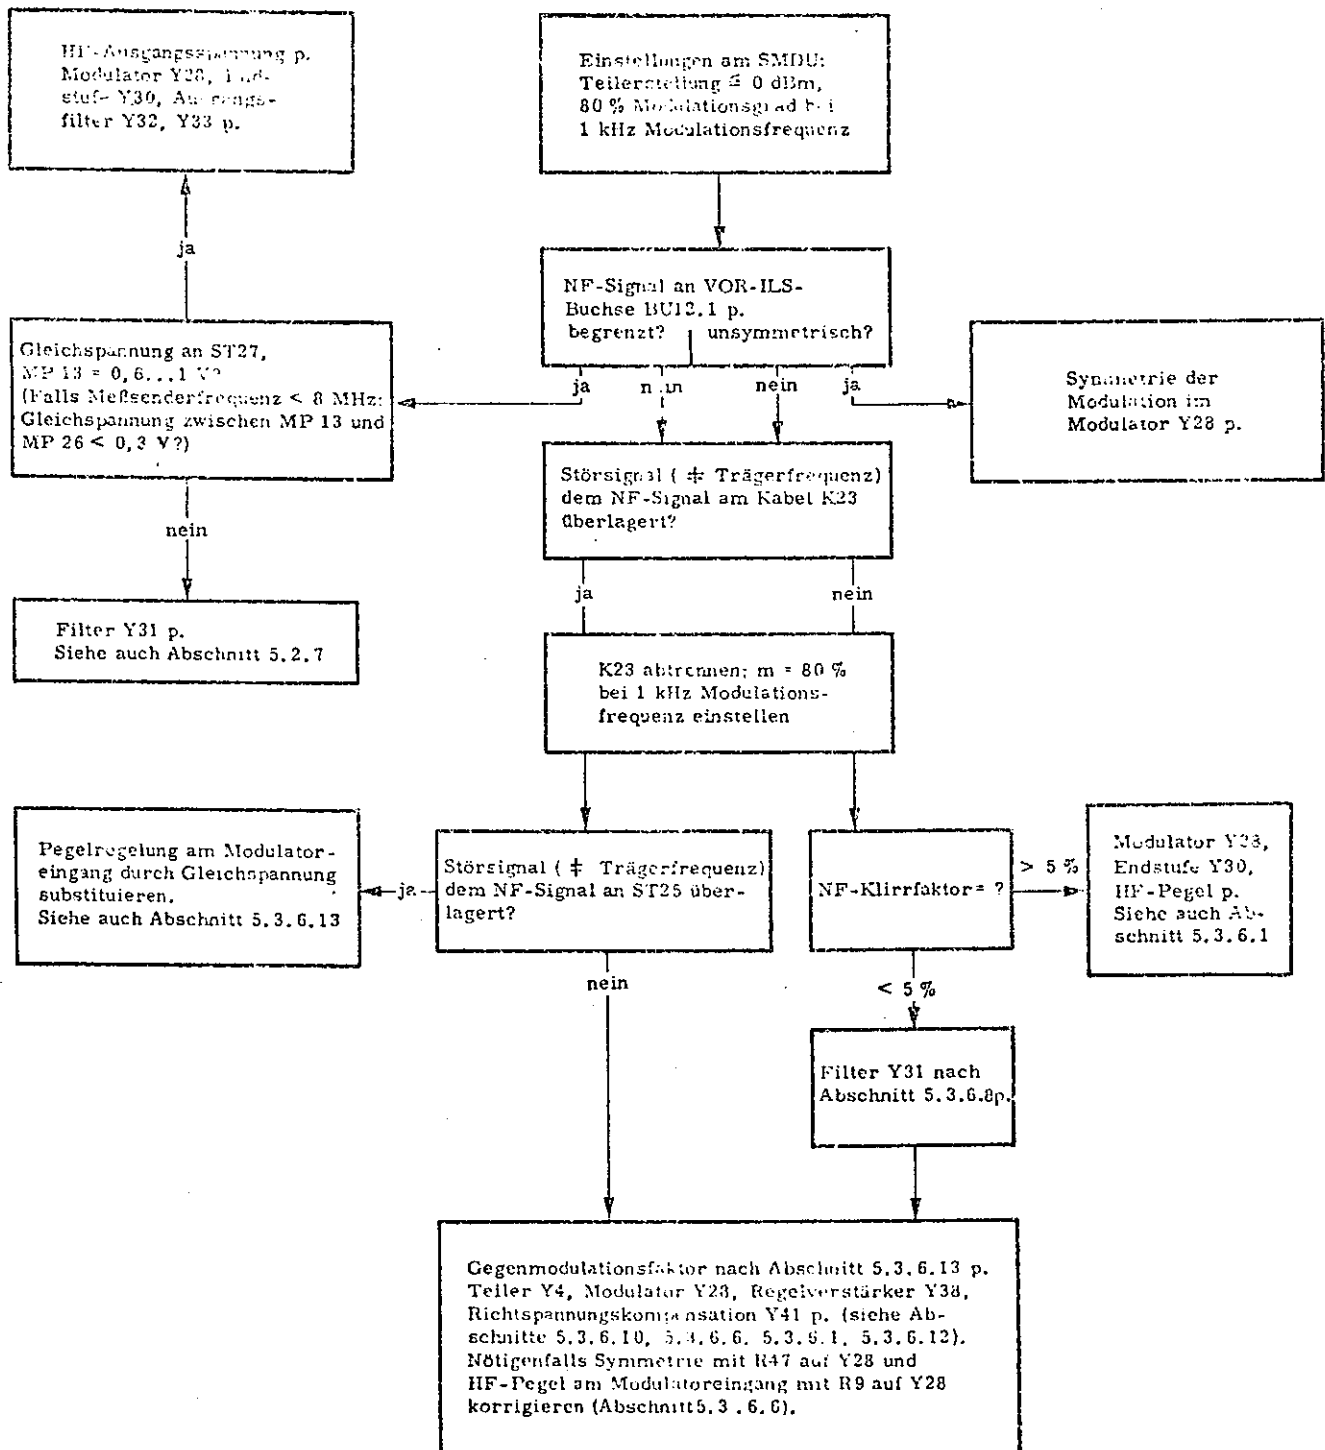 HF-Ausgangsspannung p.
Modulator Y28, End-
stufe Y30, Ausgangs-
filter Y32, Y33 p.
Einstellungen am SMDU:
Teilerstellung ≦ 0 dBm,
80 % Modulationsgrad bei
1 kHz Modulationsfrequenz
ja
NF-Signal an VOR-ILS-
Buchse BU12.1 p.
begrenzt? unsymmetrisch?
Gleichspannung an ST27,
MP 13 = 0,6...1 V?
(Falls Meßsenderfrequenz < 8 MHz:
Gleichspannung zwischen MP 13 und
MP 26 < 0,3 V?)
ja nein nein ja
Symmetrie der
Modulation im
Modulator Y28 p.
Störsignal ( ‡ Trägerfrequenz)
dem NF-Signal am Kabel K23
überlagert?
nein
ja nein
Filter Y31 p.
Siehe auch Abschnitt 5.2.7
K23 abtrennen; m = 80 %
bei 1 kHz Modulations-
frequenz einstellen
Pegelregelung am Modulator-
eingang durch Gleichspannung
substituieren.
Siehe auch Abschnitt 5.3.6.13
ja
Störsignal ( ‡ Trägerfrequenz)
dem NF-Signal an ST25 über-
lagert?
NF-Klirrfaktor = ?
> 5 %
Modulator Y28,
Endstufe Y30,
HF-Pegel p.
Siehe auch Ab-
schnitt 5.3.6.1
nein
< 5 %
Filter Y31 nach
Abschnitt 5.3.6.8p.
Gegenmodulationsfaktor nach Abschnitt 5.3.6.13 p.
Teiler Y4, Modulator Y28, Regelverstärker Y38,
Richtspannungskompensation Y41 p. (siehe Ab-
schnitte 5.3.6.10, 5.3.6.6. 5.3.6.1, 5.3.6.12).
Nötigenfalls Symmetrie mit R47 auf Y28 und
HF-Pegel am Modulatoreingang mit R9 auf Y28
korrigieren (Abschnitt 5.3.6.6).